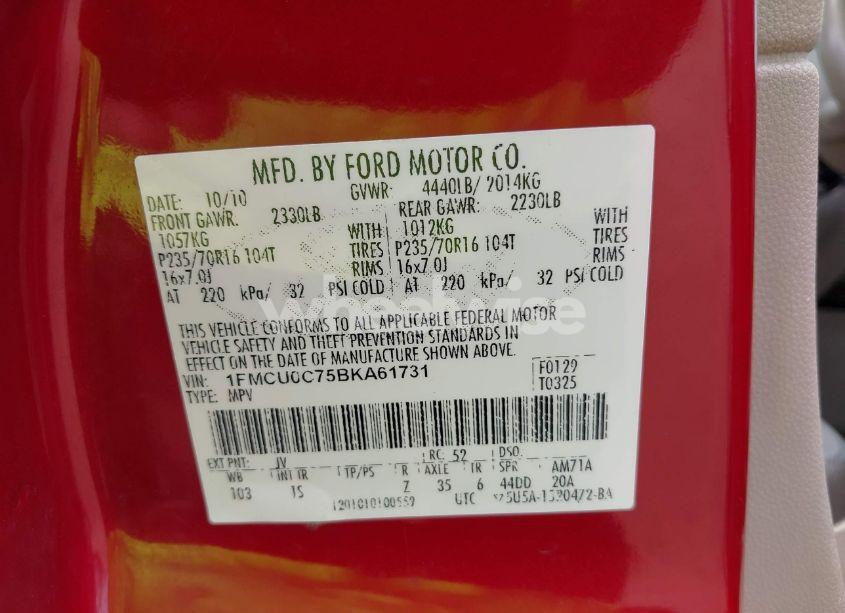 MFD. BY FORD MOTOR CO.
DATE: 10/10 GVWR: 4440LB/ 2014KG
FRONT GAWR: 2330LB REAR GAWR: 2230LB
1057KG WITH 1012KG WITH
P235/70R16 104T TIRES P235/70R16 104T TIRES
16x7.0J RIMS 16x7.0J RIMS
AT 220 kPa/ 32 PSI COLD AT 220 kPa/ 32 PSI COLD
wheelwise
THIS VEHICLE CONFORMS TO ALL APPLICABLE FEDERAL MOTOR
VEHICLE SAFETY AND THEFT PREVENTION STANDARDS IN
EFFECT ON THE DATE OF MANUFACTURE SHOWN ABOVE.
VIN: 1FMCU0C75BKA61731 F0129
TYPE: MPV T0325
EXT PNT: JV RC: 52 DSO:
WB INT TR TP/PS R AXLE TR SPR AM71A
103 1S Z 35 6 44DD 20A
1201010100559 UTC